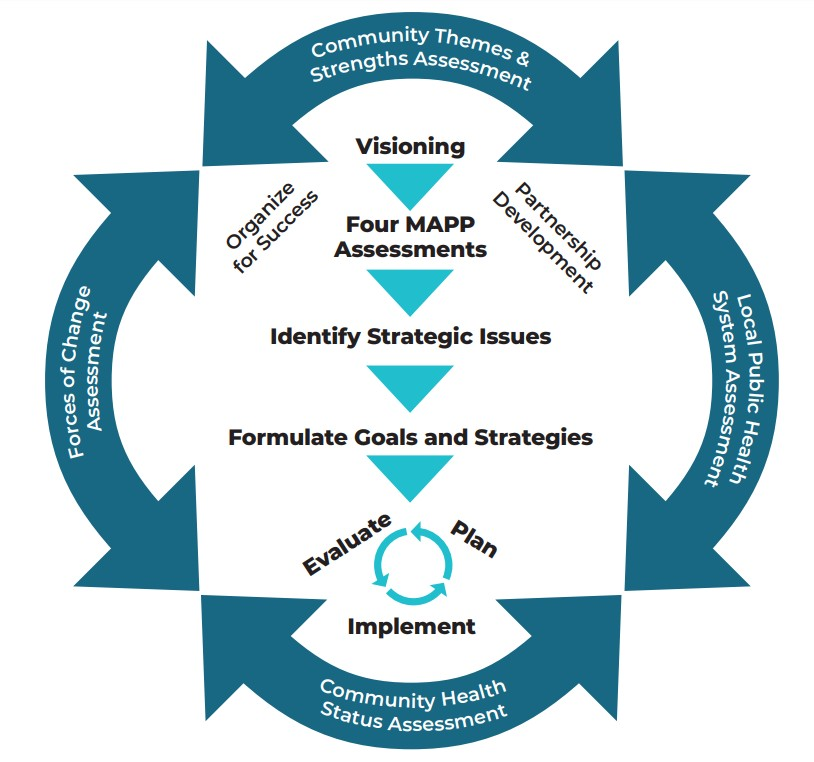 Community Themes &
Strengths Assessment
Visioning
Organize
for Success
Partnership
Development
Four MAPP
Assessments
Identify Strategic Issues
Forces of Change
Assessment
Local Public Health
System Assessment
Formulate Goals and Strategies
Evaluate
Plan
Implement
Community Health
Status Assessment